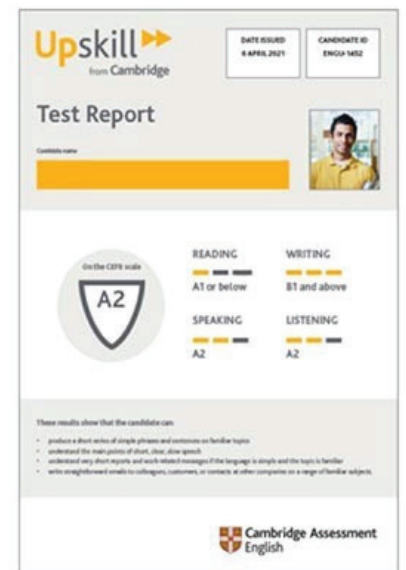 Upskill
from Cambridge
DATE ISSUED
6 APRIL 2021
CANDIDATE ID
ENGU-1452
Test Report
Candidate name
On the CEFR scale
A2
READING
A1 or below
WRITING
B1 and above
SPEAKING
A2
LISTENING
A2
These results show that the candidate can:
• produce a short series of simple phrases and sentences on familiar topics
• understand the main points of short, clear, slow speech
• understand very short reports and work-related messages if the language is simple and the topic is familiar
• write straightforward emails to colleagues, customers, or contacts at other companies on a range of familiar subjects.
Cambridge Assessment
English